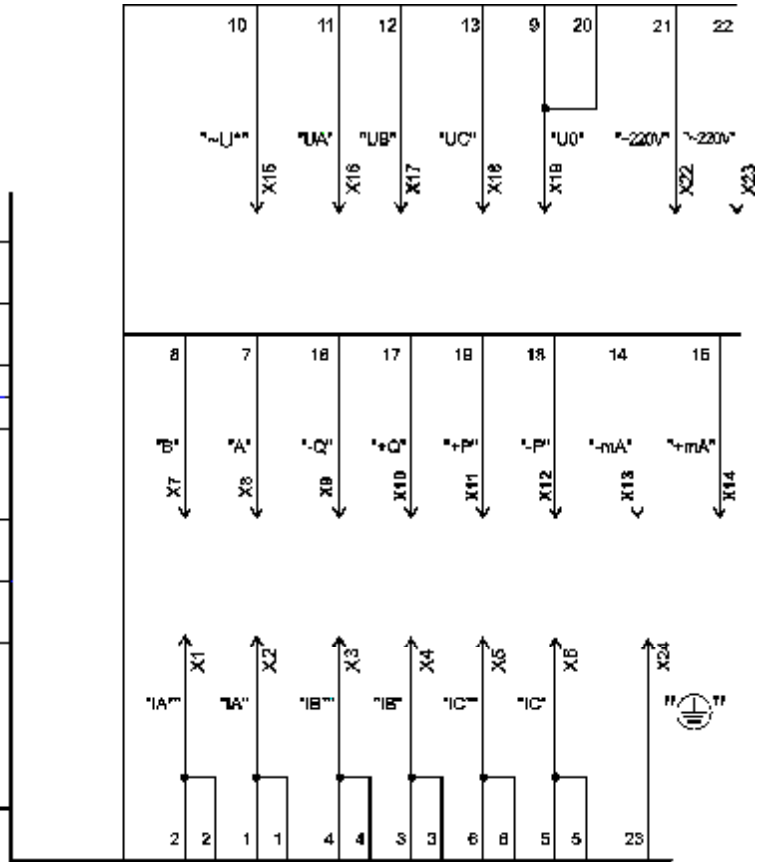 10 11 12 13 9 20 21 22
"~U*" "UA" "UB" "UC" "U0" "~220V" "~220V"
X15 X16 X17 X18 X19 X22 X23
8 7 16 17 19 18 14 15
"B" "A" "-Q" "+Q" "+P" "-P" "-mA" "+mA"
X7 X8 X9 X10 X11 X12 X13 X14
X1 X2 X3 X4 X5 X6 X24
"IA*" "IA" "IB*" "IB" "IC*" "IC" " "
2 2 1 1 4 4 3 3 6 6 5 5 23